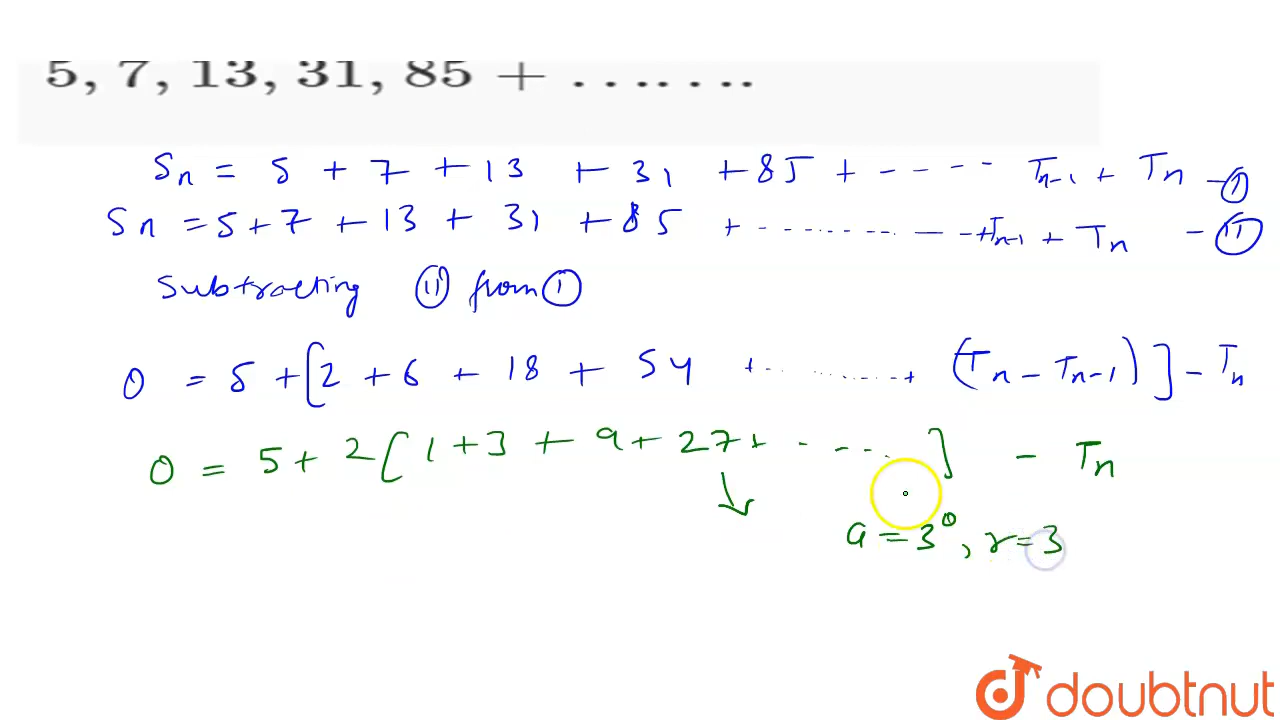 5, 7, 13, 31, 85 + .......
Sn = 5 + 7 + 13 + 31 + 85 + ---- Tn-1 + Tn - (I)
Sn = 5 + 7 + 13 + 31 + 85 + ........ - +Tn-1 + Tn - (II)
Subtracting (II) from (I)
0 = 5 + [2 + 6 + 18 + 54 + ........ + (Tn - Tn-1)] - Tn
0 = 5 + 2[1 + 3 + 9 + 27 + ----..] - Tn
a = 3⁰, r = 3
doubtnut